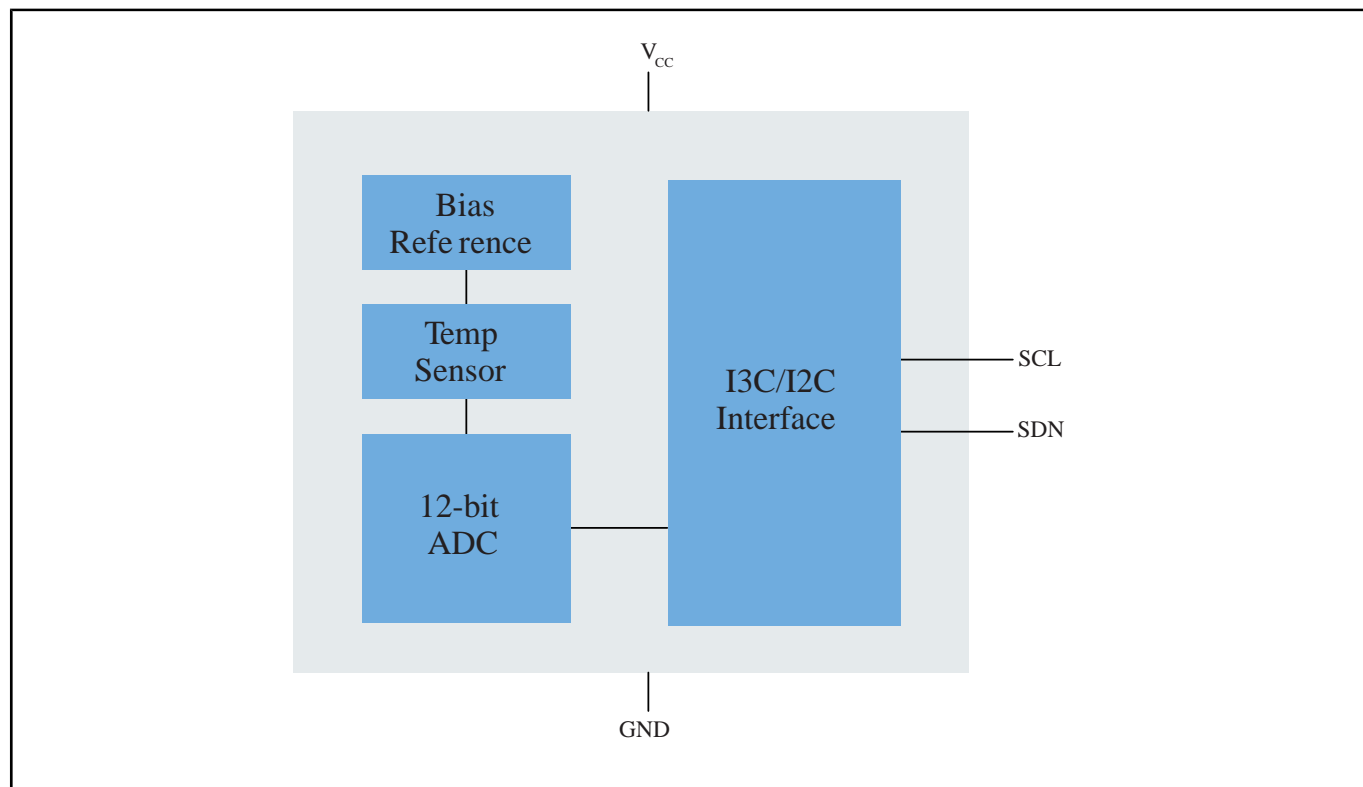 VCC
Bias
Refe rence
Temp
Sensor
12-bit
ADC
I3C/I2C
Interface
SCL
SDN
GND